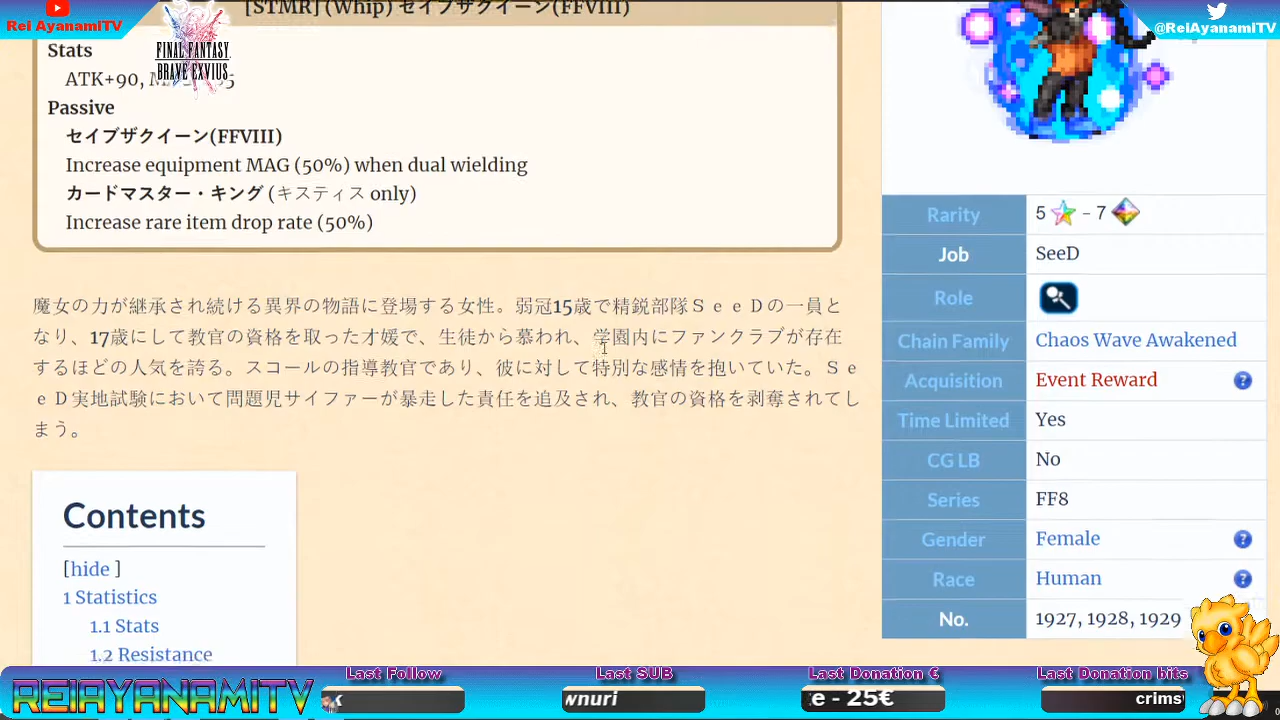 Rei AyanamiTV
@ReiAyanamiTV
FINAL FANTASY
BRAVE EXVIUS
[STMR] (Whip) セイブザクイーン(FFVIII)
Stats
ATK+90,
Passive
セイブザクイーン(FFVIII)
Increase equipment MAG (50%) when dual wielding
カードマスター・キング (キスティス only)
Increase rare item drop rate (50%)
魔女の力が継承され続ける異界の物語に登場する女性。弱冠15歳で精鋭部隊ＳｅｅＤの一員と
なり、17歳にして教官の資格を取った才媛で、生徒から慕われ、学園内にファンクラブが存在
するほどの人気を誇る。スコールの指導教官であり、彼に対して特別な感情を抱いていた。Ｓｅ
ｅＤ実地試験において問題児サイファーが暴走した責任を追及され、教官の資格を剥奪されてし
まう。
Contents
[hide ]
1 Statistics
1.1 Stats
1.2 Resistance
Rarity 5 - 7
Job SeeD
Role
Chain Family Chaos Wave Awakened
Acquisition Event Reward ?
Time Limited Yes
CG LB No
Series FF8
Gender Female ?
Race Human ?
No. 1927, 1928, 1929
REIAYANAMITV
Last Follow
k
Last SUB
wnuri
Last Donation €
e - 25€
Last Donation bits
crims